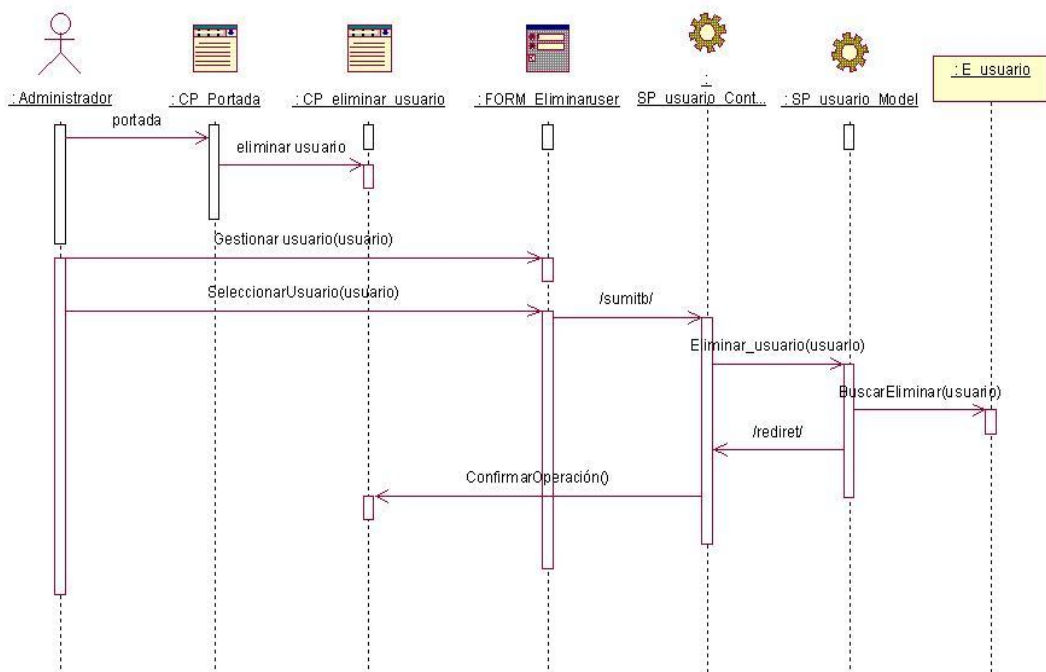 : Administrador
: CP_Portada
: CP_eliminar_usuario
: FORM_Eliminaruser
:
SP_usuario_Cont...
: SP_usuario_Model
: E_usuario
portada
eliminar usuario
Gestionar usuario(usuario)
SeleccionarUsuario(usuario)
/sumitb/
Eliminar_usuario(usuario)
BuscarEliminar(usuario)
/rediret/
ConfirmarOperación()